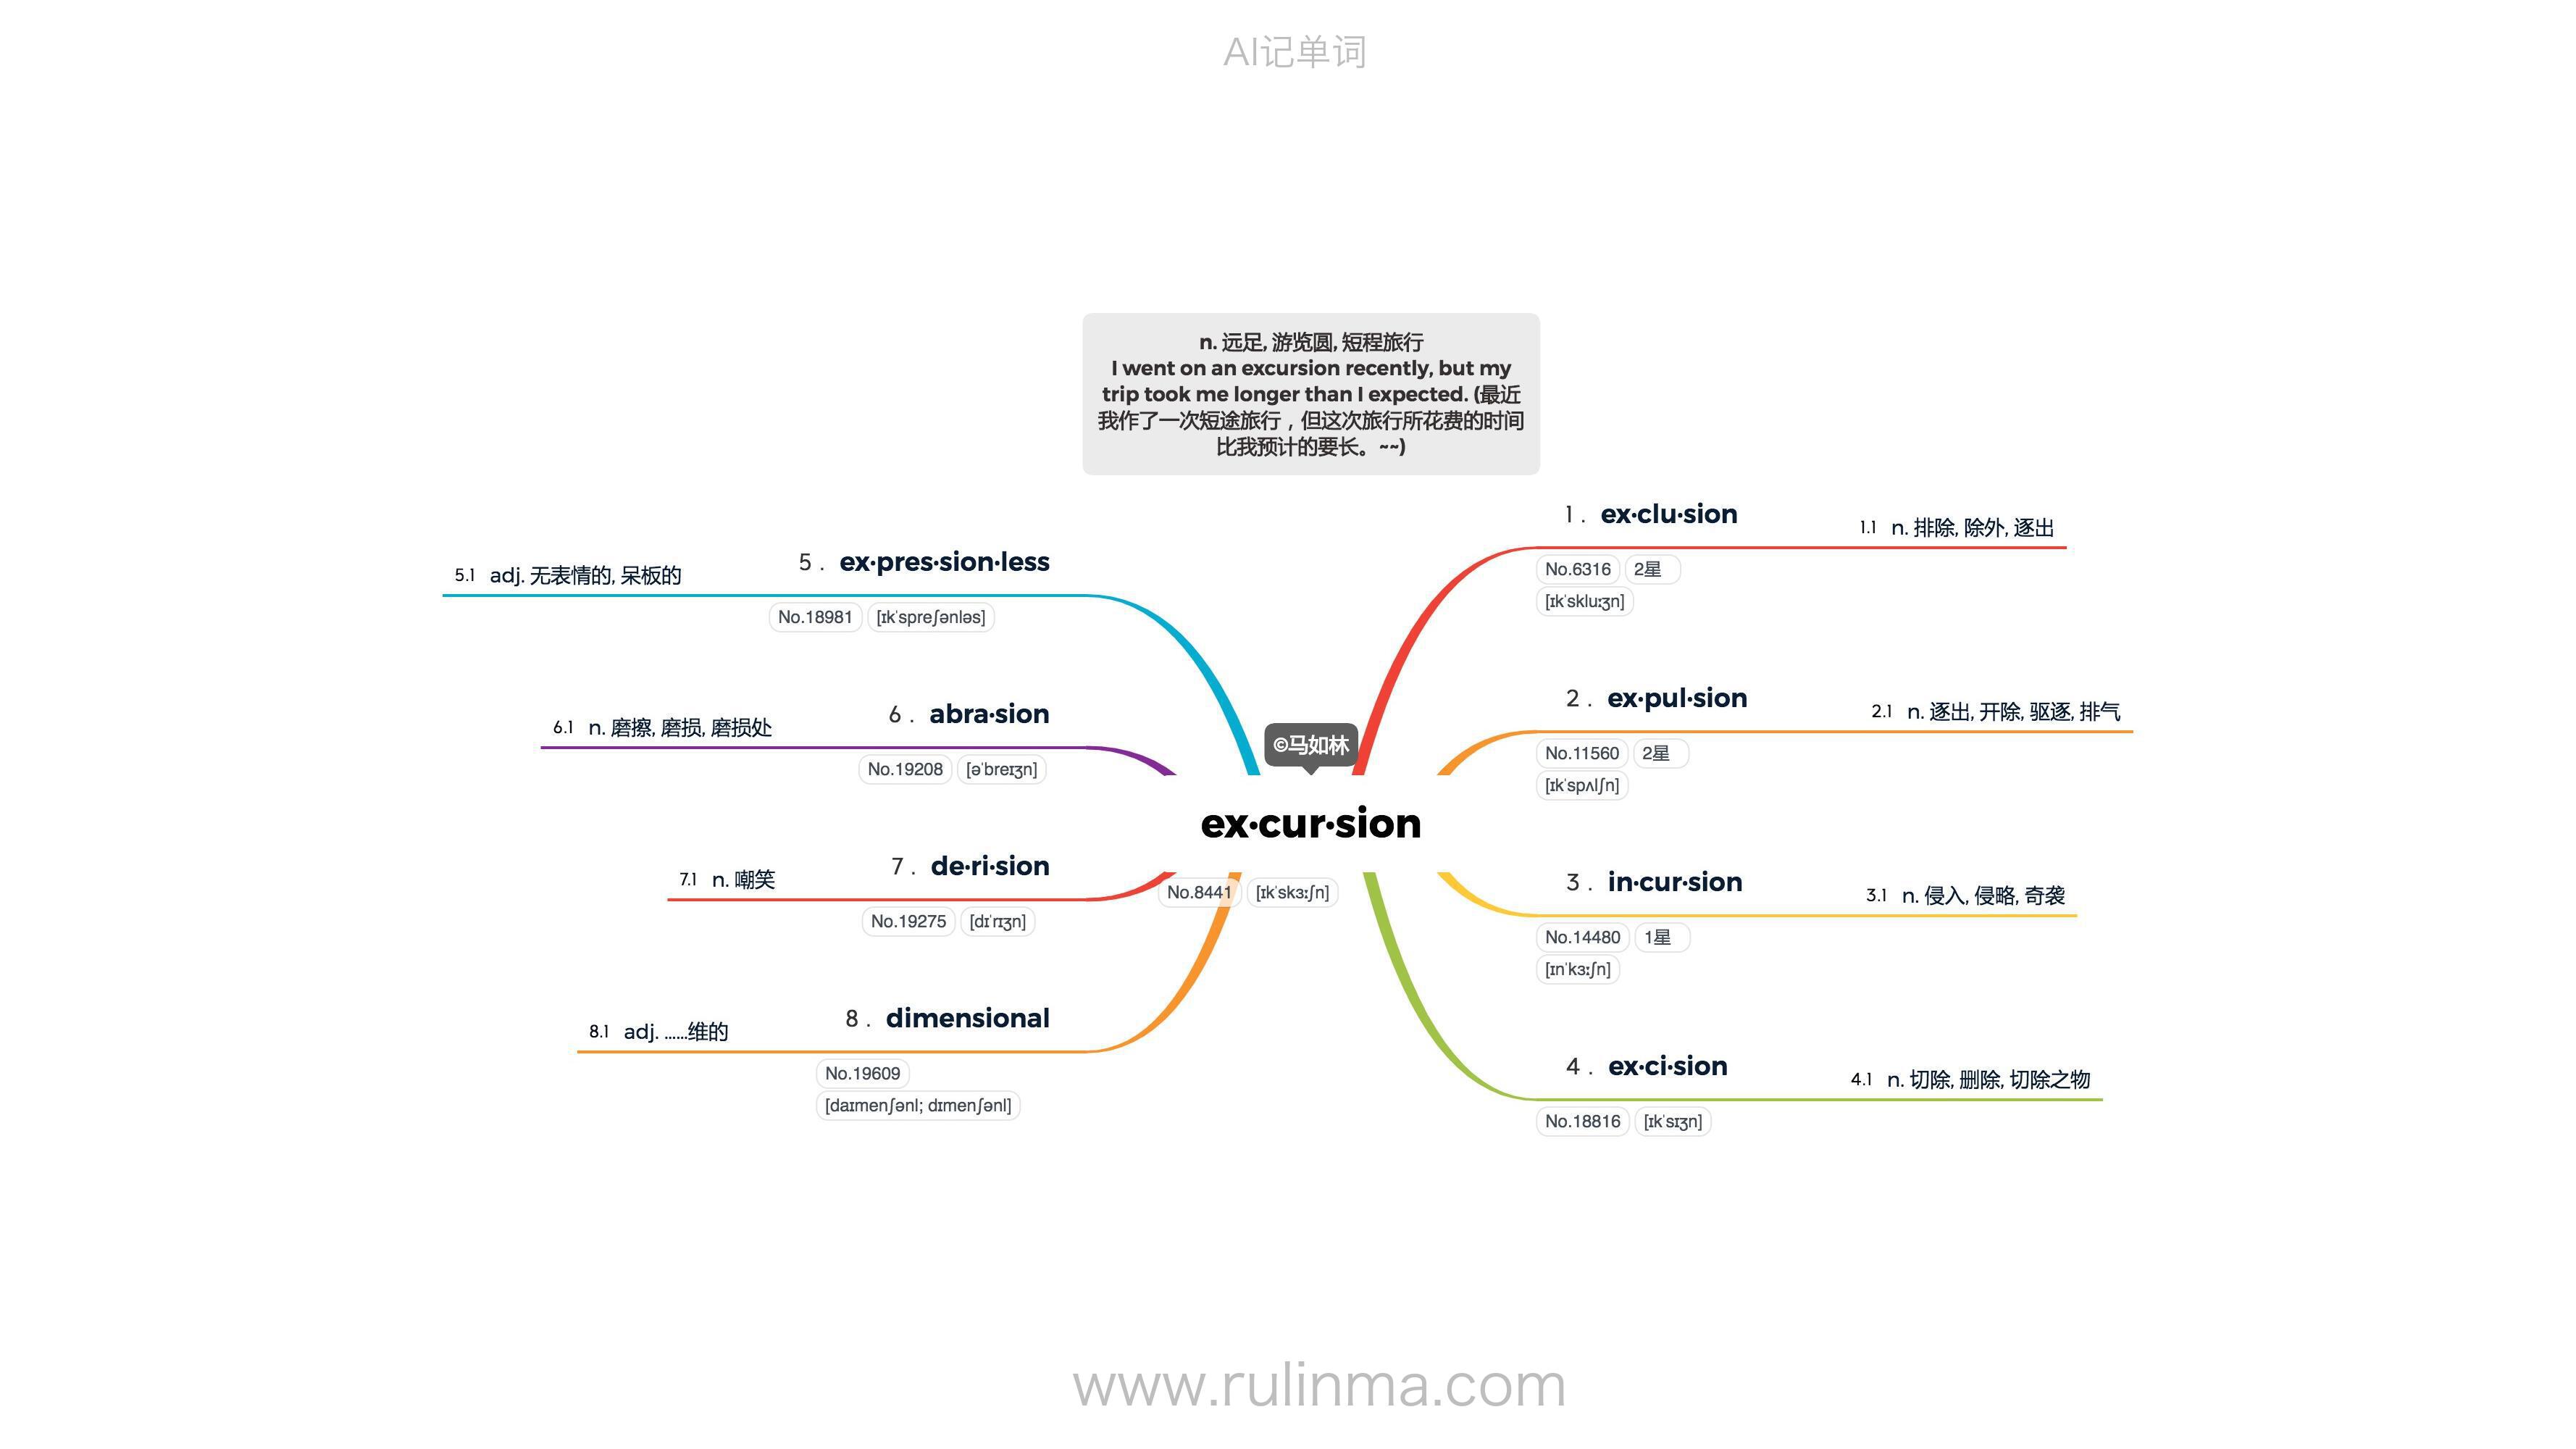 AI记单词
n. 远足, 游览圆, 短程旅行
I went on an excursion recently, but my
trip took me longer than I expected. (最近
我作了一次短途旅行，但这次旅行所花费的时间
比我预计的要长。~~)
©马如林
ex·cur·sion
No.8441 [ɪkˈskɜːʃn]
1 . ex·clu·sion
1.1 n. 排除, 除外, 逐出
No.6316 2星
[ɪkˈskluːʒn]
2 . ex·pul·sion
2.1 n. 逐出, 开除, 驱逐, 排气
No.11560 2星
[ɪkˈspʌlʃn]
3 . in·cur·sion
3.1 n. 侵入, 侵略, 奇袭
No.14480 1星
[ɪnˈkɜːʃn]
4 . ex·ci·sion
4.1 n. 切除, 删除, 切除之物
No.18816 [ɪkˈsɪʒn]
5 . ex·pres·sion·less
5.1 adj. 无表情的, 呆板的
No.18981 [ɪkˈspreʃənləs]
6 . abra·sion
6.1 n. 磨擦, 磨损, 磨损处
No.19208 [əˈbreɪʒn]
7 . de·ri·sion
7.1 n. 嘲笑
No.19275 [dɪˈrɪʒn]
8 . dimensional
8.1 adj. ......维的
No.19609
[daɪmenʃənl; dɪmenʃənl]
www.rulinma.com